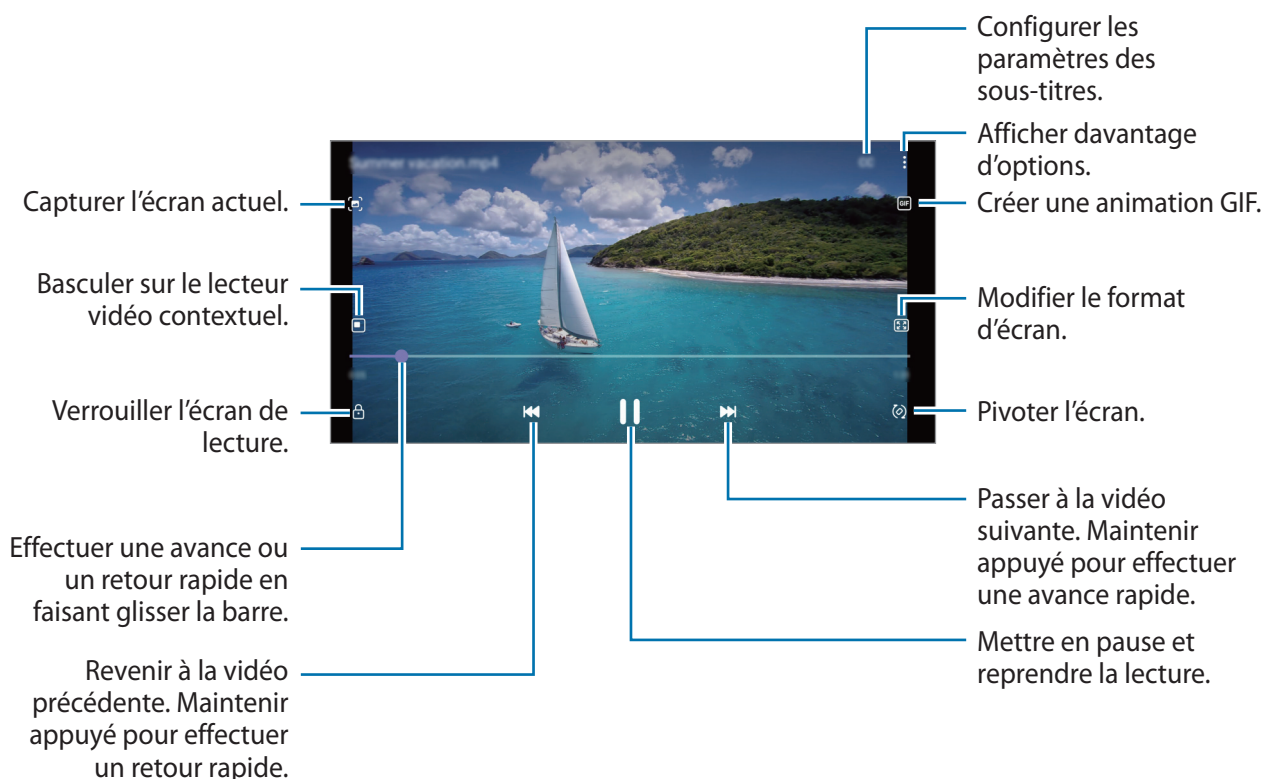 Configurer les
paramètres des
sous-titres.
Afficher davantage
d'options.
Créer une animation GIF.
Modifier le format
d'écran.
Pivoter l'écran.
Passer à la vidéo
suivante. Maintenir
appuyé pour effectuer
une avance rapide.
Mettre en pause et
reprendre la lecture.
Capturer l'écran actuel.
Basculer sur le lecteur
vidéo contextuel.
Verrouiller l'écran de
lecture.
Effectuer une avance ou
un retour rapide en
faisant glisser la barre.
Revenir à la vidéo
précédente. Maintenir
appuyé pour effectuer
un retour rapide.
Summer vacation.mp4
GIF